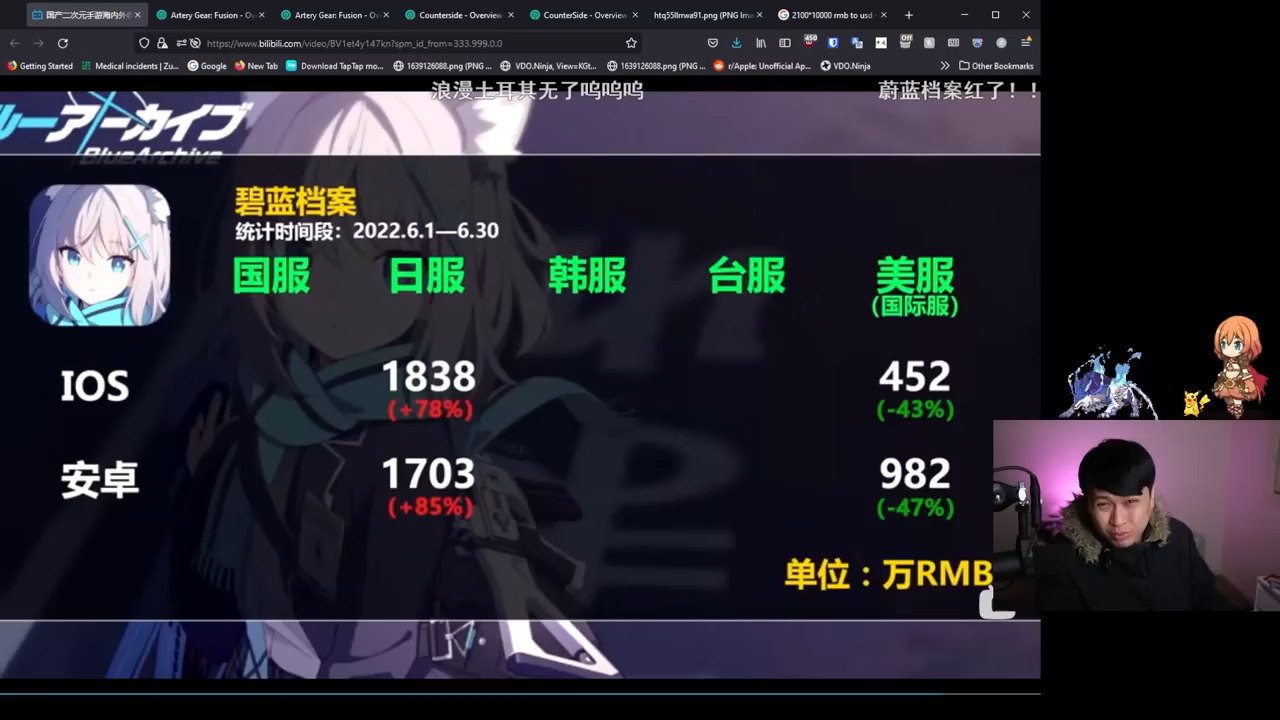 国产二次元手游海内外
Artery Gear: Fusion - Ov
Artery Gear: Fusion - Ov
Counterside - Overview
CounterSide - Overview
htq55llrrwa91.png (PNG Ima
2100*10000 rmb to usd -
https://www.bilibili.com/video/BV1et4y147kn?spm_id_from=333.999.0.0
450
Off
Getting Started
Medical incidents | Zu...
Google
New Tab
Download TapTap mo...
1639126088.png (PNG ...
VDO.Ninja, View=KGt...
1639126088.png (PNG ...
r/Apple: Unofficial Ap...
VDO.Ninja
Other Bookmarks
浪漫土耳其无了呜呜呜
蔚蓝档案红了！！
ルーアーカイブ
BlueArchive
碧蓝档案
统计时间段：2022.6.1—6.30
国服 日服 韩服 台服 美服
(国际服)
IOS 1838 452
(+78%) (-43%)
安卓 1703 982
(+85%) (-47%)
单位：万RMB